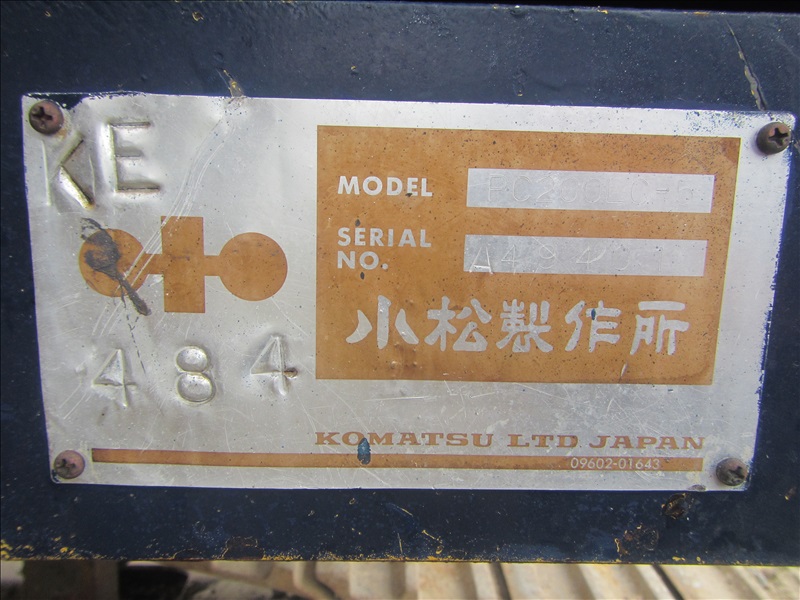 KE
484
MODEL
SERIAL
NO.
小松製作所
KOMATSU LTD JAPAN
09602-01643